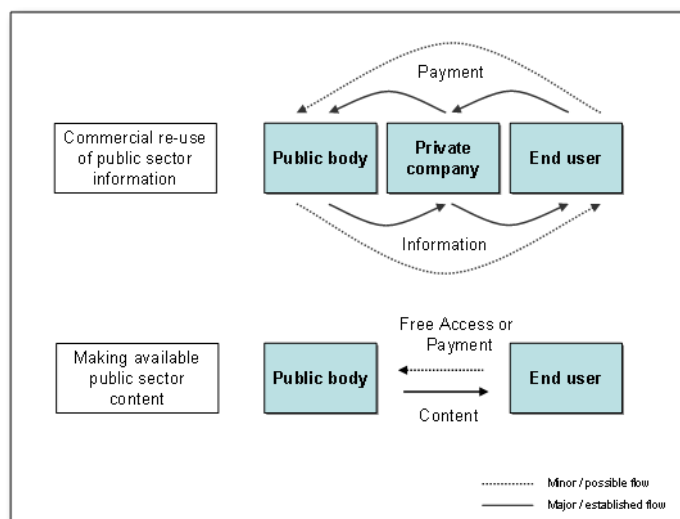 Payment
Commercial re-use
of public sector
information
Public body
Private
company
End user
Information
Free Access or
Payment
Making available
public sector
content
Public body
End user
Content
Minor / possible flow
Major / established flow